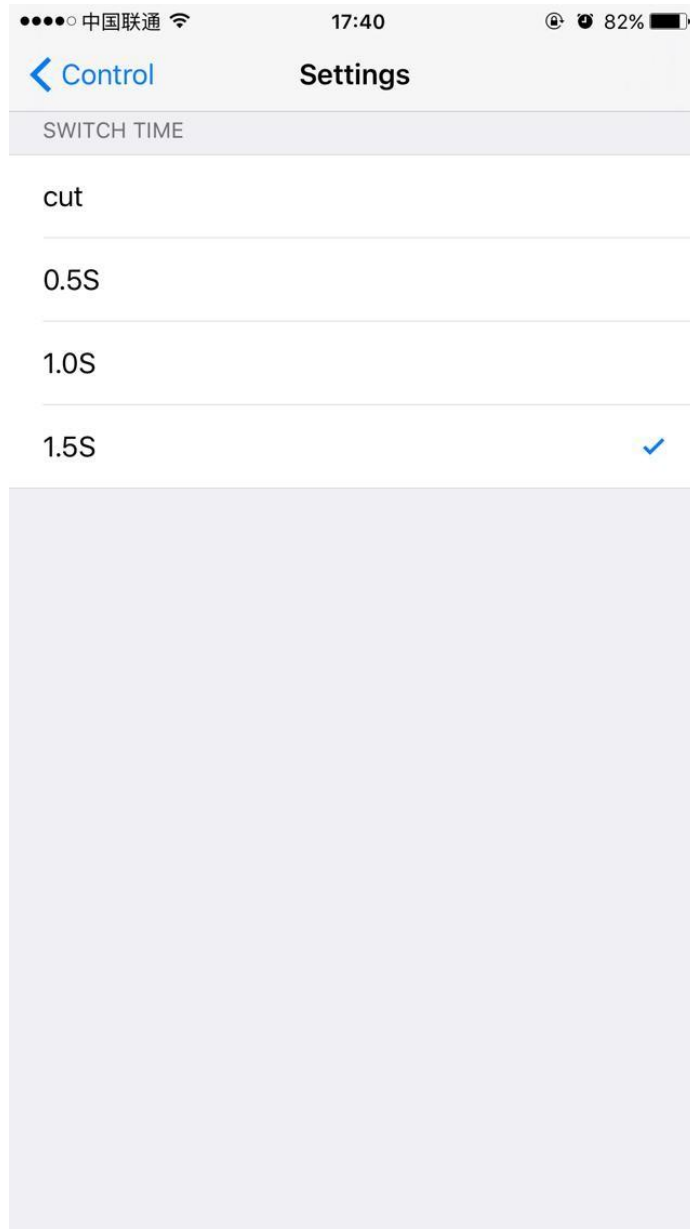 中国联通 17:40 82%
Control Settings
SWITCH TIME
cut
0.5S
1.0S
1.5S